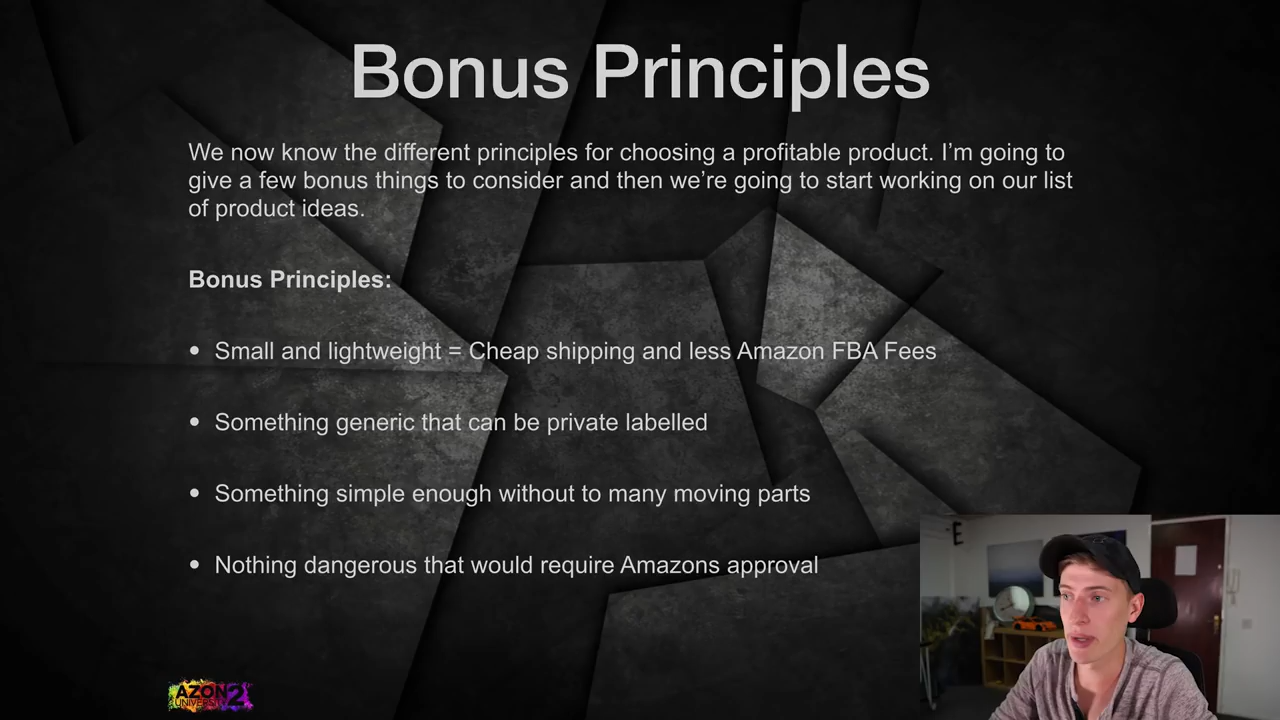 Bonus Principles
We now know the different principles for choosing a profitable product. I’m going to
give a few bonus things to consider and then we’re going to start working on our list
of product ideas.
Bonus Principles:
• Small and lightweight = Cheap shipping and less Amazon FBA Fees
• Something generic that can be private labelled
• Something simple enough without to many moving parts
• Nothing dangerous that would require Amazons approval
AZON 2